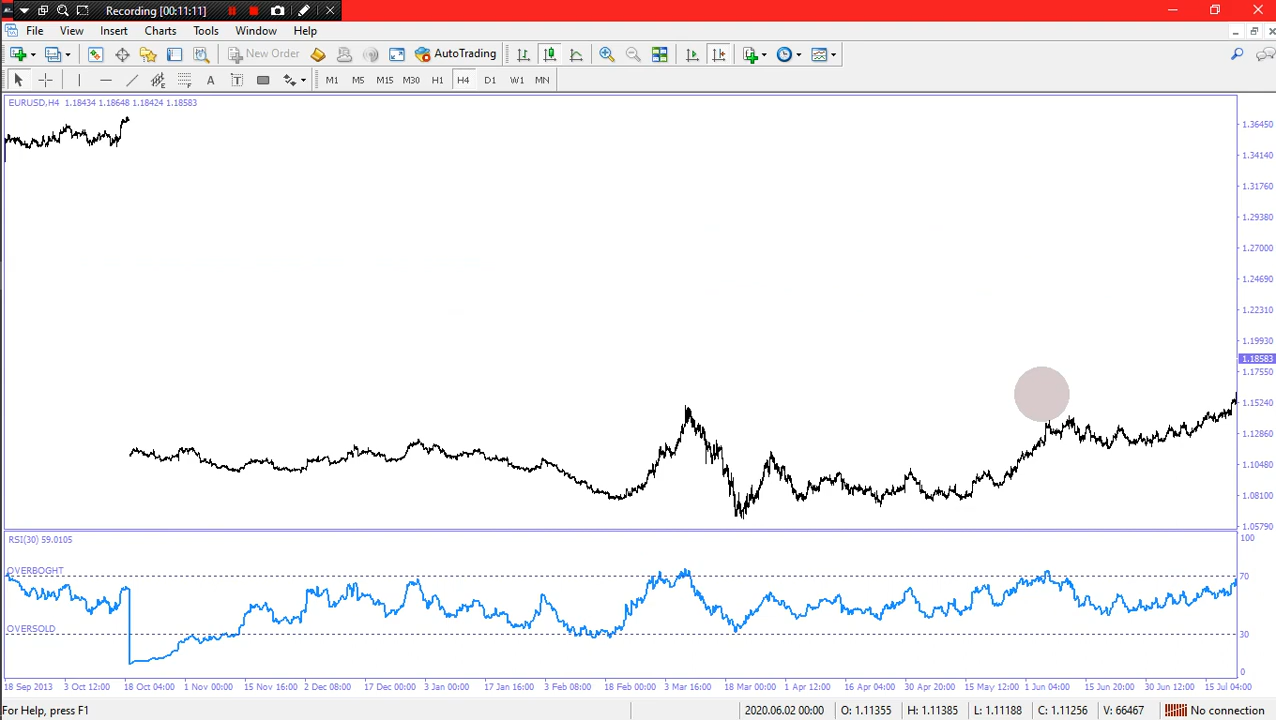 Recording [00:11:11]
File View Insert Charts Tools Window Help
New Order AutoTrading
A T M1 M5 M15 M30 H1 H4 D1 W1 MN
EURUSD,H4 1.18434 1.18648 1.18424 1.18583
1.36450
1.34140
1.31760
1.29380
1.27000
1.24690
1.22310
1.19930
1.18583
1.17550
1.15240
1.12860
1.10480
1.08100
1.05790
RSI(30) 59.0105
100
OVERBOGHT
70
OVERSOLD
30
0
18 Sep 2013 3 Oct 12:00 18 Oct 04:00 1 Nov 00:00 15 Nov 16:00 2 Dec 08:00 17 Dec 00:00 3 Jan 00:00 17 Jan 16:00 3 Feb 08:00 18 Feb 00:00 3 Mar 16:00 18 Mar 00:00 1 Apr 12:00 16 Apr 04:00 30 Apr 20:00 15 May 12:00 1 Jun 04:00 15 Jun 20:00 30 Jun 12:00 15 Jul 04:00
For Help, press F1 2020.06.02 00:00 O: 1.11355 H: 1.11385 L: 1.11188 C: 1.11256 V: 66467 No connection